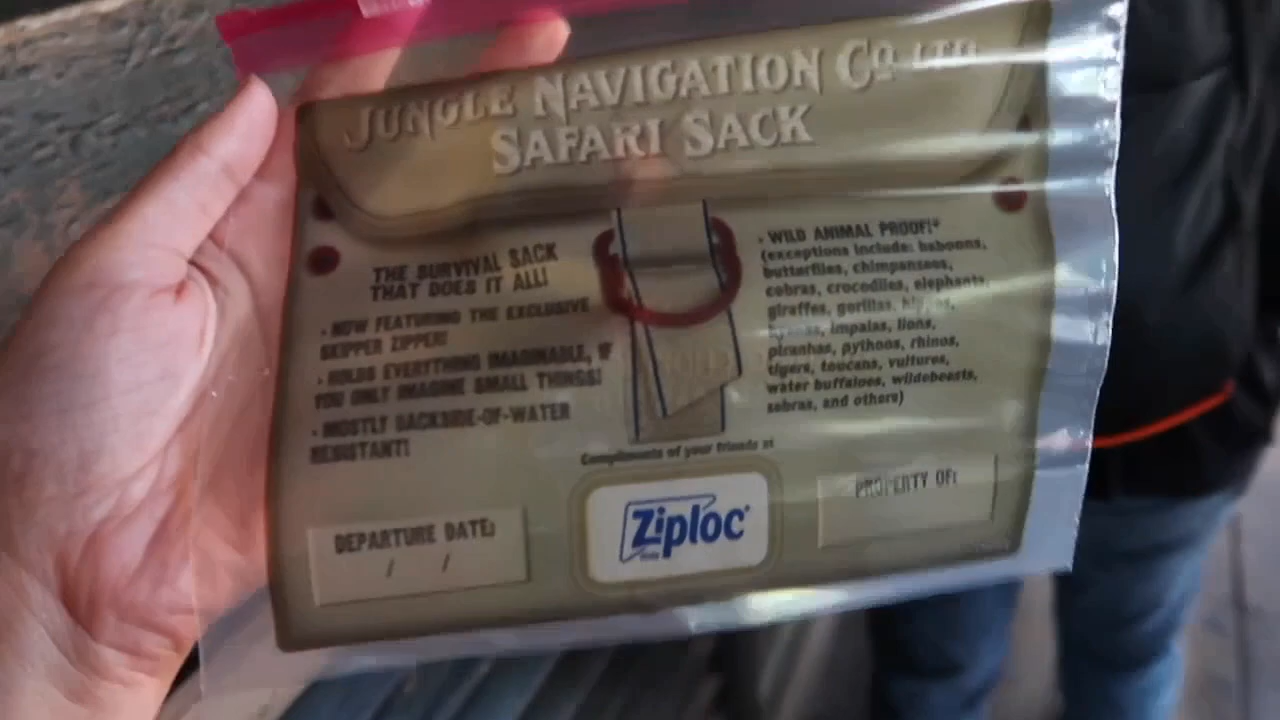 JUNGLE NAVIGATION CO LTD
SAFARI SACK
THE SURVIVAL SACK
THAT DOES IT ALL!
• NOW FEATURING THE EXCLUSIVE
SKIPPER ZIPPER!
• HOLDS EVERYTHING IMAGINABLE, IF
YOU ONLY IMAGINE SMALL THINGS!
• MOSTLY BACKSIDE-OF-WATER
RESISTANT!
• WILD ANIMAL PROOF!*
(exceptions include: baboons,
butterflies, chimpanzees,
cobras, crocodiles, elephants,
giraffes, gorillas, hippos,
hyenas, impalas, lions,
piranhas, pythons, rhinos,
tigers, toucans, vultures,
water buffaloes, wildebeests,
zebras, and others)
Compliments of your friends at
Ziploc®
DEPARTURE DATE:
/ /
PROPERTY OF: